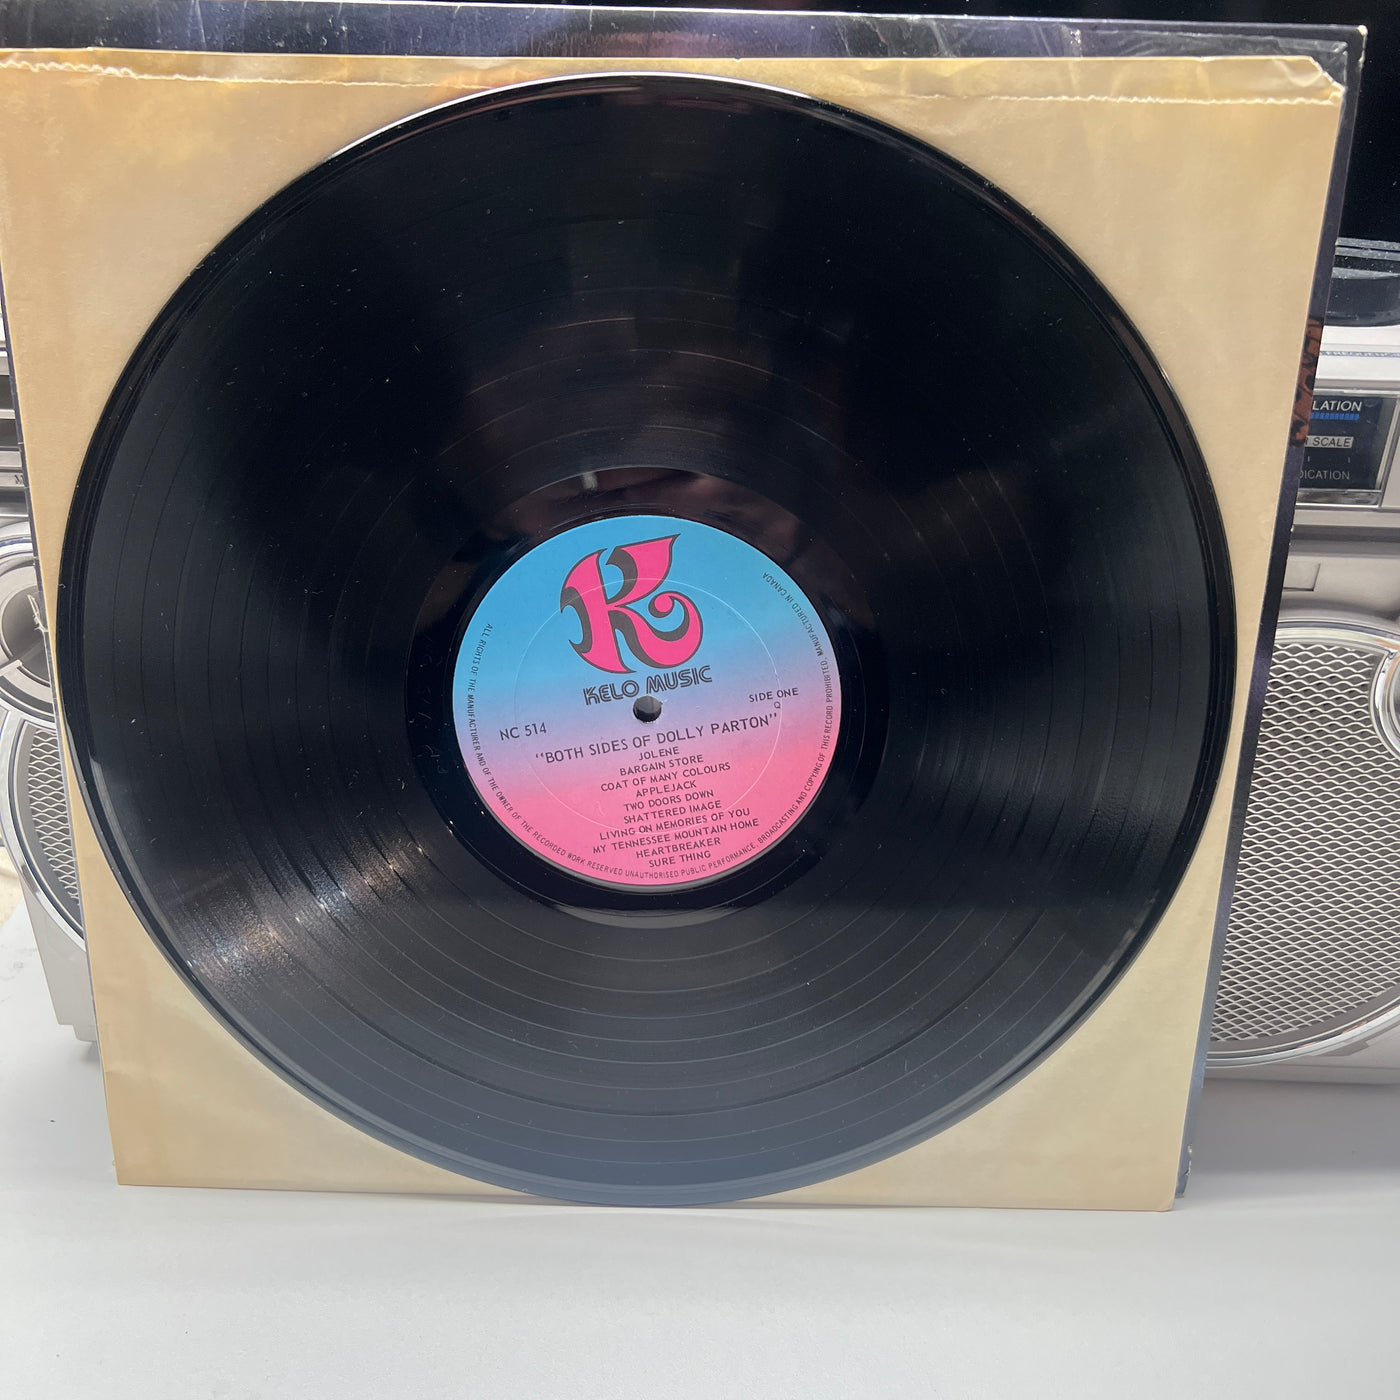 K
KELO MUSIC
SIDE ONE
NC 514
"BOTH SIDES OF DOLLY PARTON"
JOLENE
BARGAIN STORE
COAT OF MANY COLOURS
APPLEJACK
TWO DOORS DOWN
SHATTERED IMAGE
LIVING ON MEMORIES OF YOU
MY TENNESSEE MOUNTAIN HOME
HEARTBREAKER
SURE THING
ALL RIGHTS OF THE MANUFACTURER AND OF THE OWNER OF THE RECORDED WORK RESERVED UNAUTHORISED PUBLIC PERFORMANCE, BROADCASTING AND COPYING OF THIS RECORD PROHIBITED. MANUFACTURED IN CANADA
LATION
SCALE
ICATION